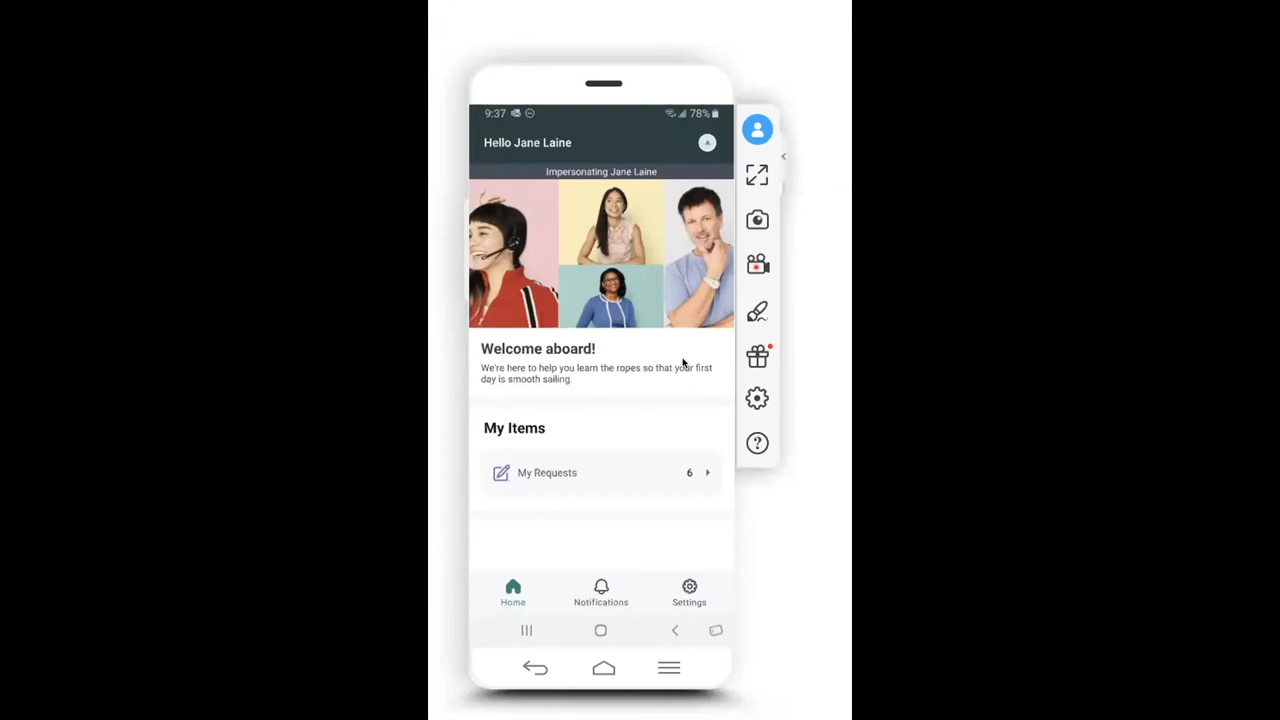 9:37
78%
Hello Jane Laine
Impersonating Jane Laine
Welcome aboard!
We're here to help you learn the ropes so that your first
day is smooth sailing.
My Items
My Requests 6
Home Notifications Settings